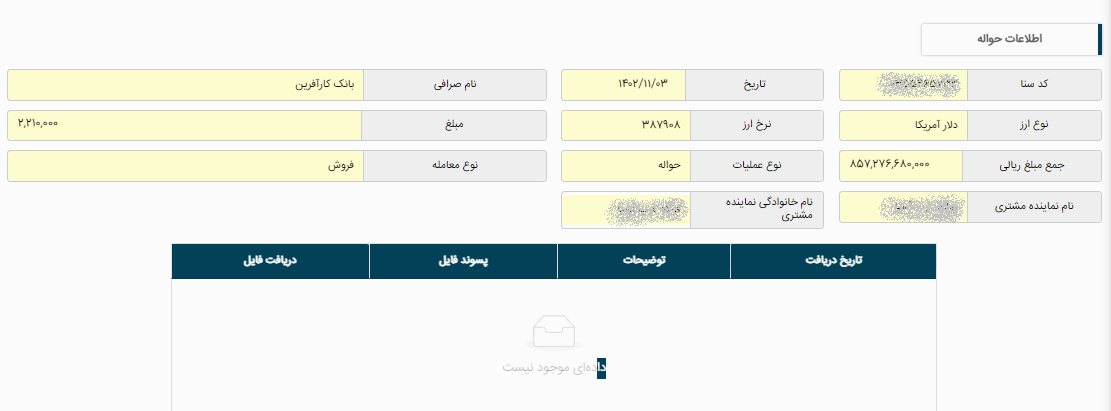 اطلاعات حواله
کد سنا تاریخ ۱۴۰۲/۱۱/۰۳ نام صرافی بانک کارآفرین
نوع ارز دلار آمریکا نرخ ارز ۳۸۷۹۰۸ مبلغ ۲,۲۱۰,۰۰۰
جمع مبلغ ریالی ۸۵۷,۲۷۶,۶۸۰,۰۰۰ نوع عملیات حواله نوع معامله فروش
نام نماینده مشتری نام خانوادگی نماینده
مشتری
تاریخ دریافت توضیحات پسوند فایل دریافت فایل
داده‌ای موجود نیست